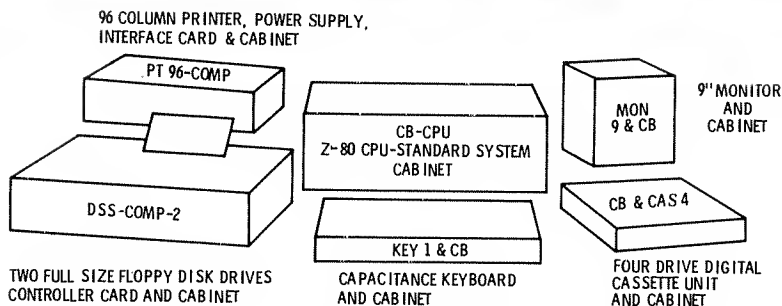 96 COLUMN PRINTER, POWER SUPPLY,
INTERFACE CARD & CABINET
PT 96-COMP
DSS-COMP-2
TWO FULL SIZE FLOPPY DISK DRIVES
CONTROLLER CARD AND CABINET
CB-CPU
Z-80 CPU-STANDARD SYSTEM
CABINET
KEY 1 & CB
CAPACITANCE KEYBOARD
AND CABINET
MON
9 & CB
9" MONITOR
AND
CABINET
CB & CAS 4
FOUR DRIVE DIGITAL
CASSETTE UNIT
AND CABINET